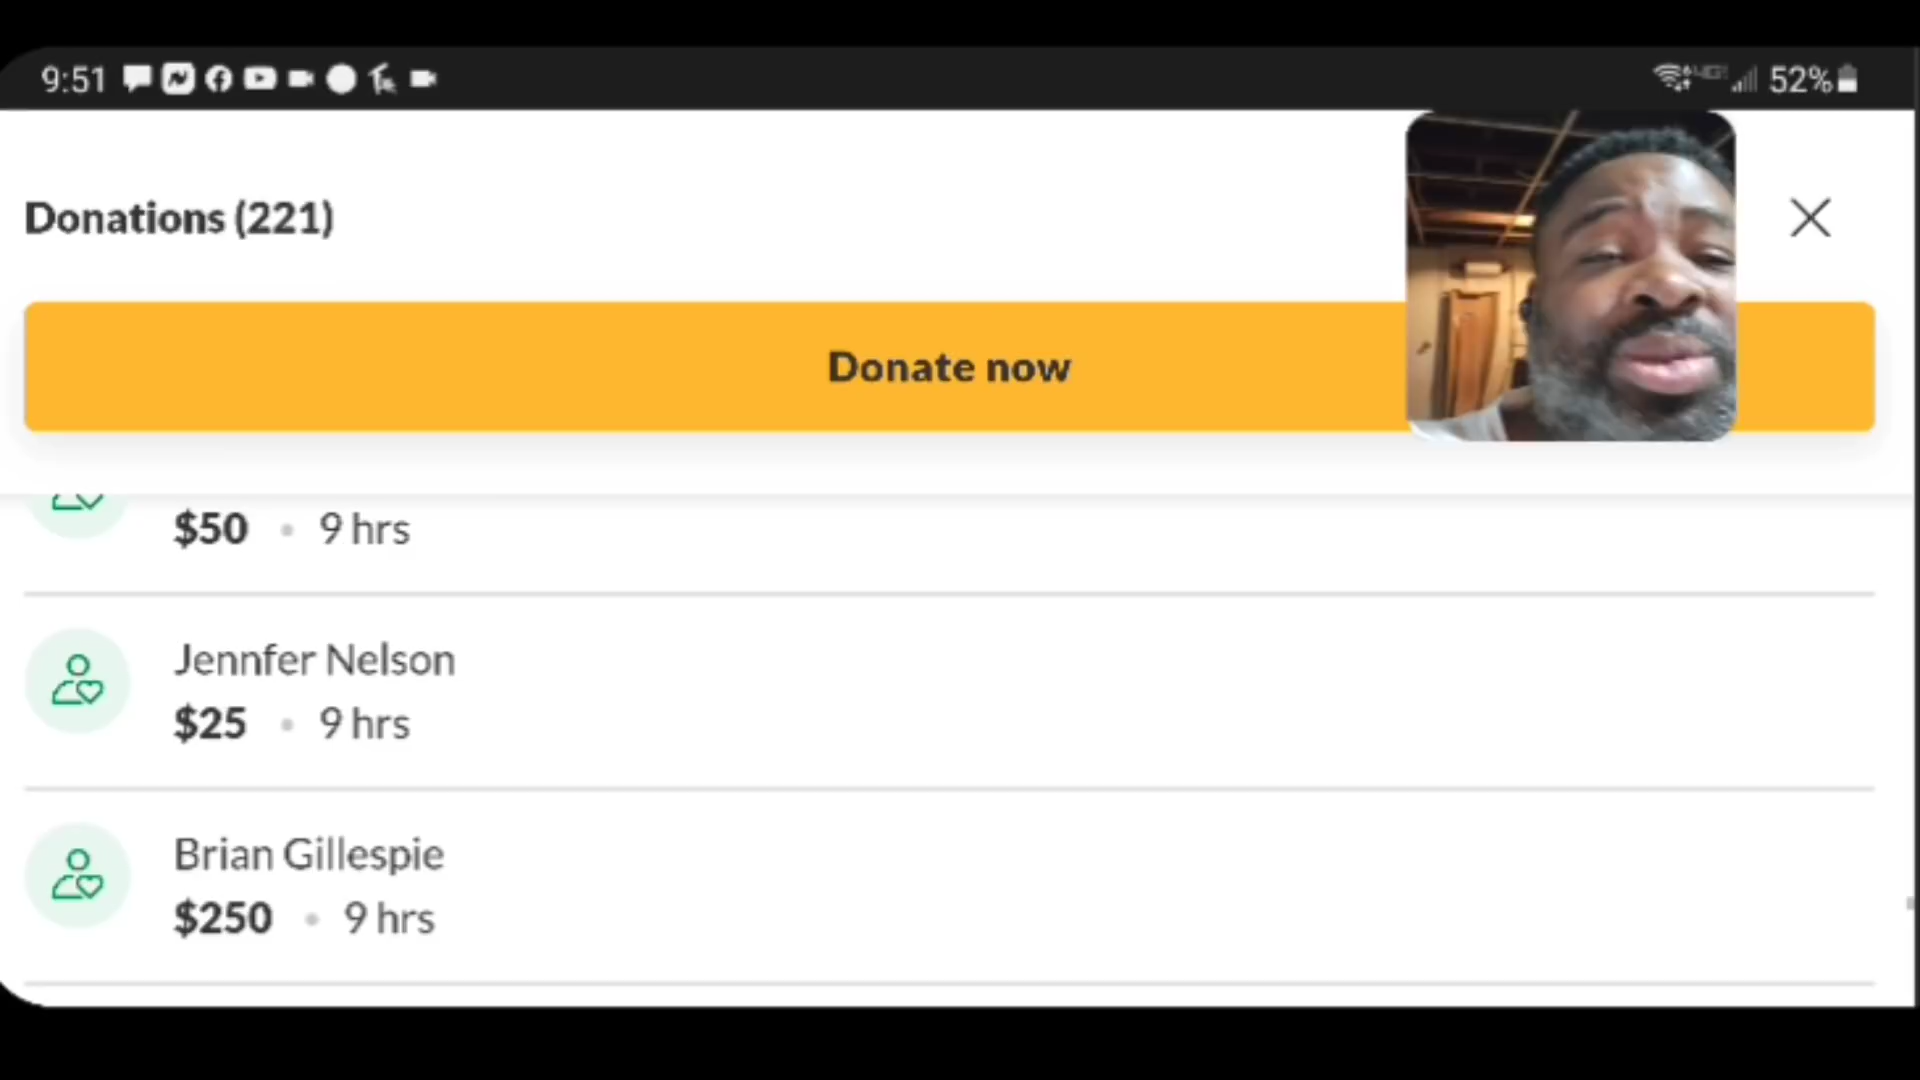 9:51
52%
Donations (221)
Donate now
$50 • 9 hrs
Jennfer Nelson
$25 • 9 hrs
Brian Gillespie
$250 • 9 hrs